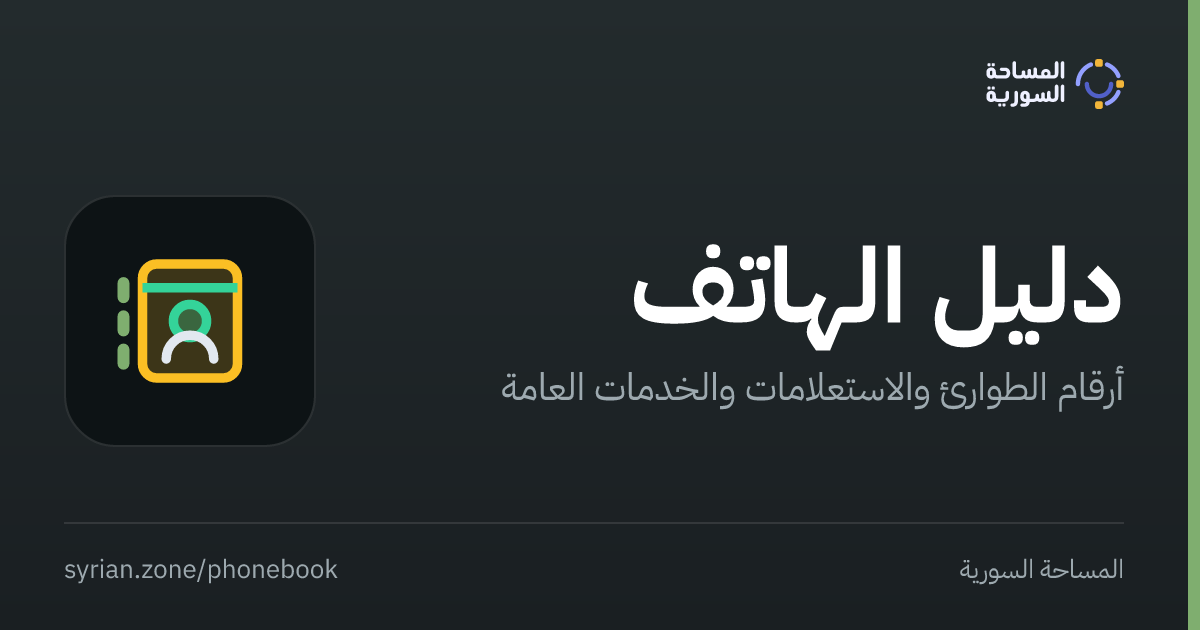 المساحة
السورية
دليل الهاتف
أرقام الطوارئ والاستعلامات والخدمات العامة
المساحة السورية
syrian.zone/phonebook